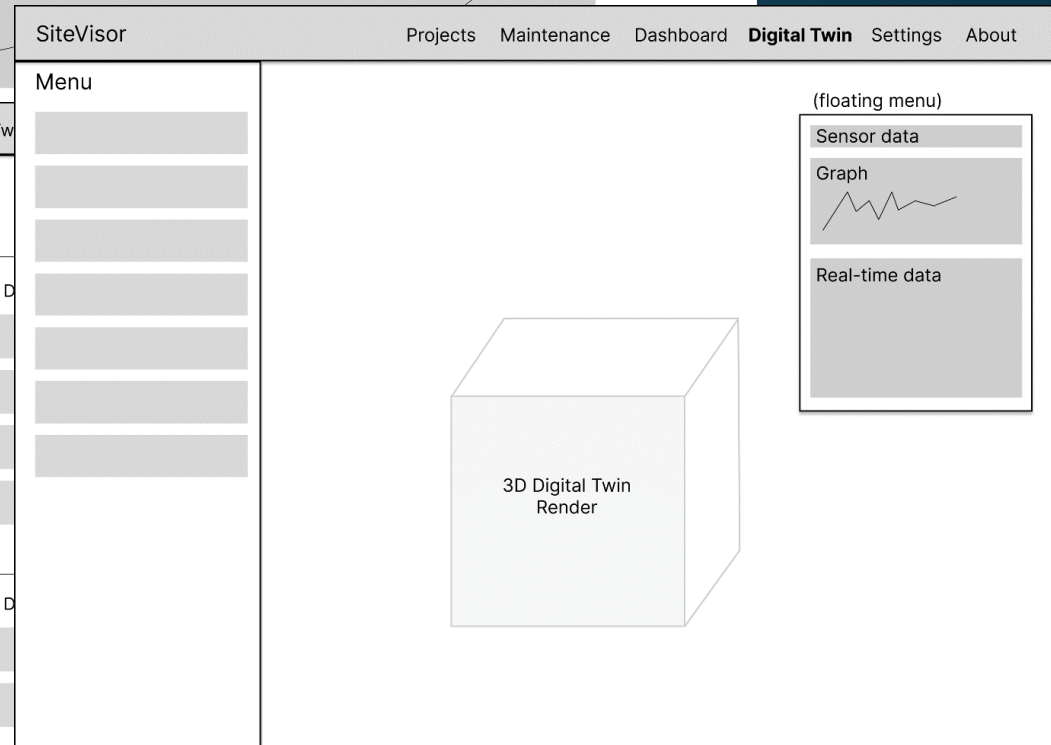 SiteVisor
Projects Maintenance Dashboard Digital Twin Settings About
Menu
(floating menu)
Sensor data
Graph
Real-time data
3D Digital Twin
Render
D
D